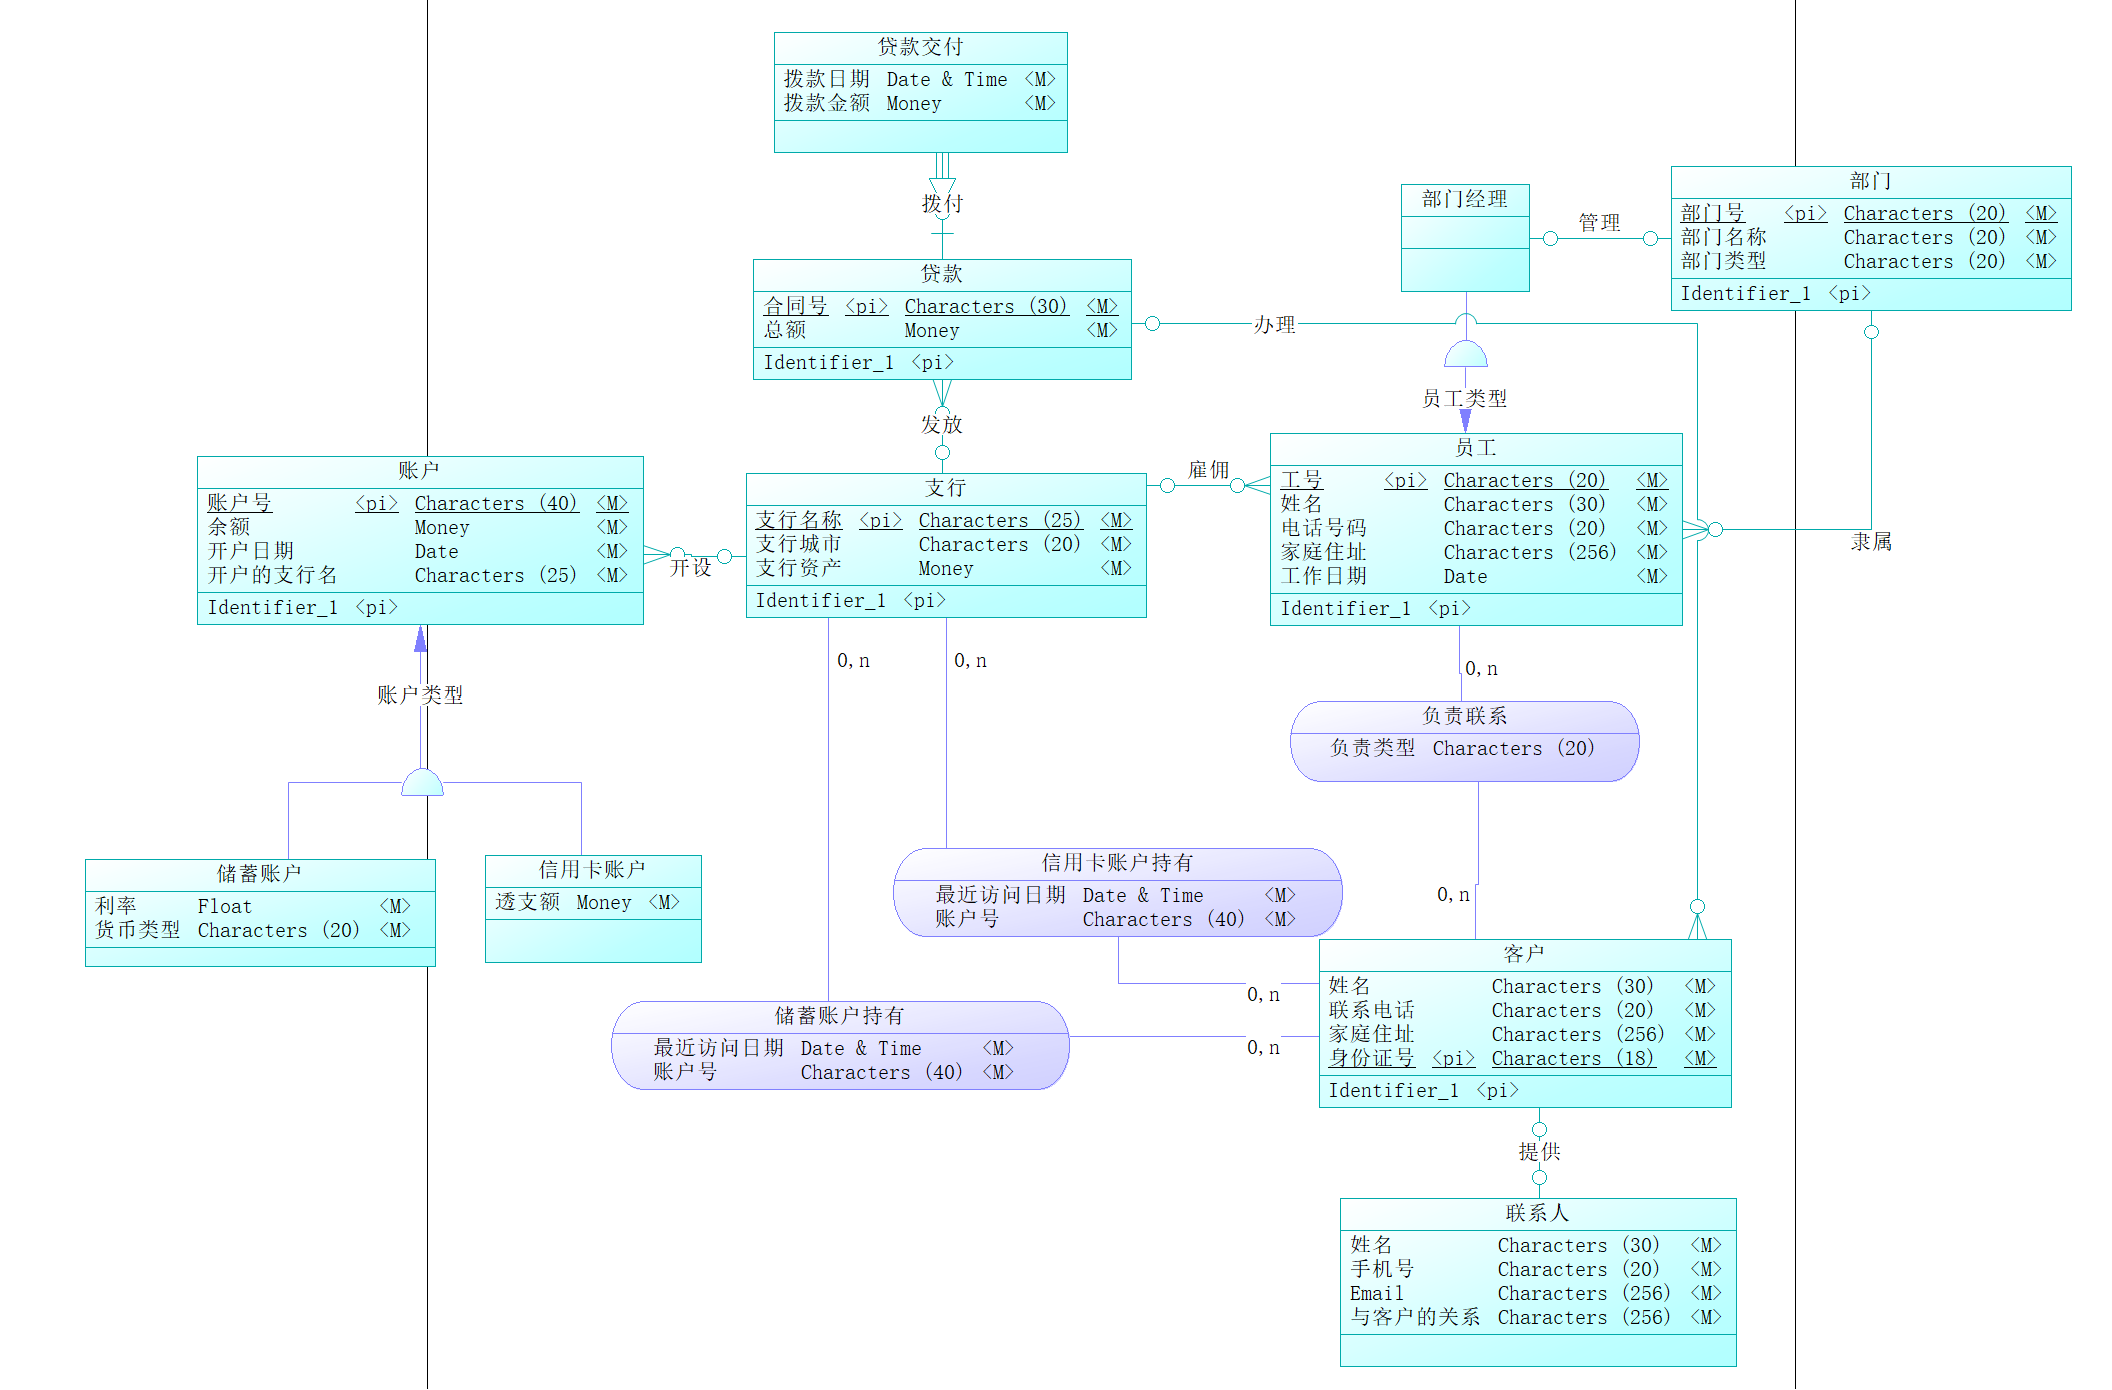 贷款交付
拨款日期 Date & Time <M>
拨款金额 Money <M>
拨付
部门经理
管理
部门
部门号 <pi> Characters (20) <M>
部门名称 Characters (20) <M>
部门类型 Characters (20) <M>
Identifier_1 <pi>
贷款
合同号 <pi> Characters (30) <M>
总额 Money <M>
Identifier_1 <pi>
办理
员工类型
发放
账户
账户号 <pi> Characters (40) <M>
余额 Money <M>
开户日期 Date <M>
开户的支行名 Characters (25) <M>
Identifier_1 <pi>
开设
支行
支行名称 <pi> Characters (25) <M>
支行城市 Characters (20) <M>
支行资产 Money <M>
Identifier_1 <pi>
雇佣
员工
工号 <pi> Characters (20) <M>
姓名 Characters (30) <M>
电话号码 Characters (20) <M>
家庭住址 Characters (256) <M>
工作日期 Date <M>
Identifier_1 <pi>
隶属
0,n
0,n
0,n
账户类型
负责联系
负责类型 Characters (20)
储蓄账户
利率 Float <M>
货币类型 Characters (20) <M>
信用卡账户
透支额 Money <M>
信用卡账户持有
最近访问日期 Date & Time <M>
账户号 Characters (40) <M>
0,n
0,n
储蓄账户持有
最近访问日期 Date & Time <M>
账户号 Characters (40) <M>
0,n
客户
姓名 Characters (30) <M>
联系电话 Characters (20) <M>
家庭住址 Characters (256) <M>
身份证号 <pi> Characters (18) <M>
Identifier_1 <pi>
提供
联系人
姓名 Characters (30) <M>
手机号 Characters (20) <M>
Email Characters (256) <M>
与客户的关系 Characters (256) <M>